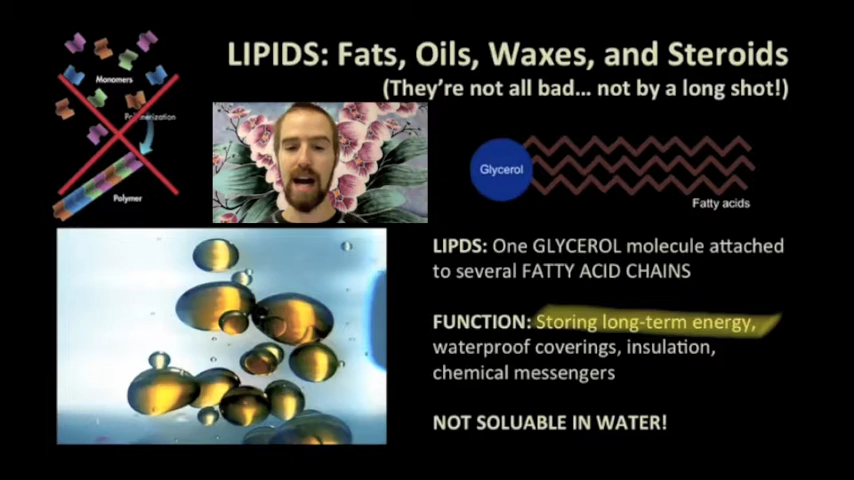 LIPIDS: Fats, Oils, Waxes, and Steroids
(They're not all bad... not by a long shot!)
Monomers
Polymerization
Polymer
Glycerol
Fatty acids
LIPDS: One GLYCEROL molecule attached
to several FATTY ACID CHAINS
FUNCTION: Storing long-term energy,
waterproof coverings, insulation,
chemical messengers
NOT SOLUABLE IN WATER!